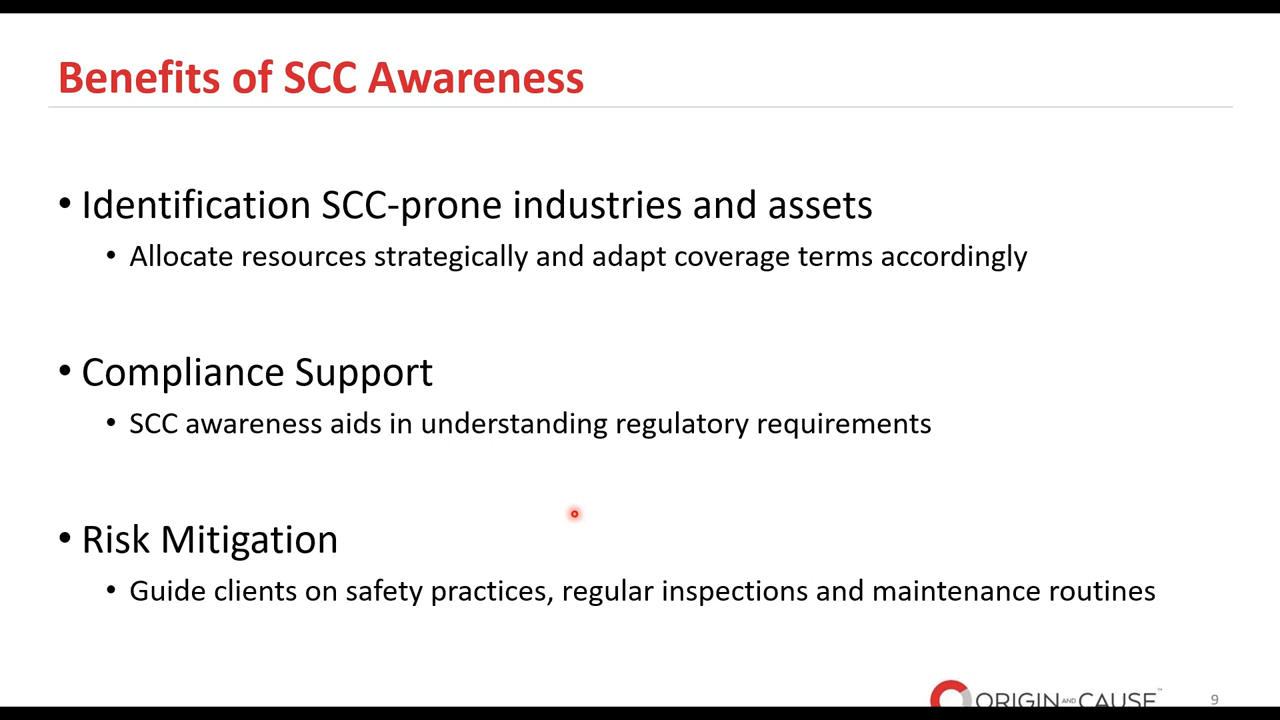 Benefits of SCC Awareness
• Identification SCC-prone industries and assets
• Allocate resources strategically and adapt coverage terms accordingly
• Compliance Support
• SCC awareness aids in understanding regulatory requirements
• Risk Mitigation
• Guide clients on safety practices, regular inspections and maintenance routines
ORIGIN AND CAUSE™
9